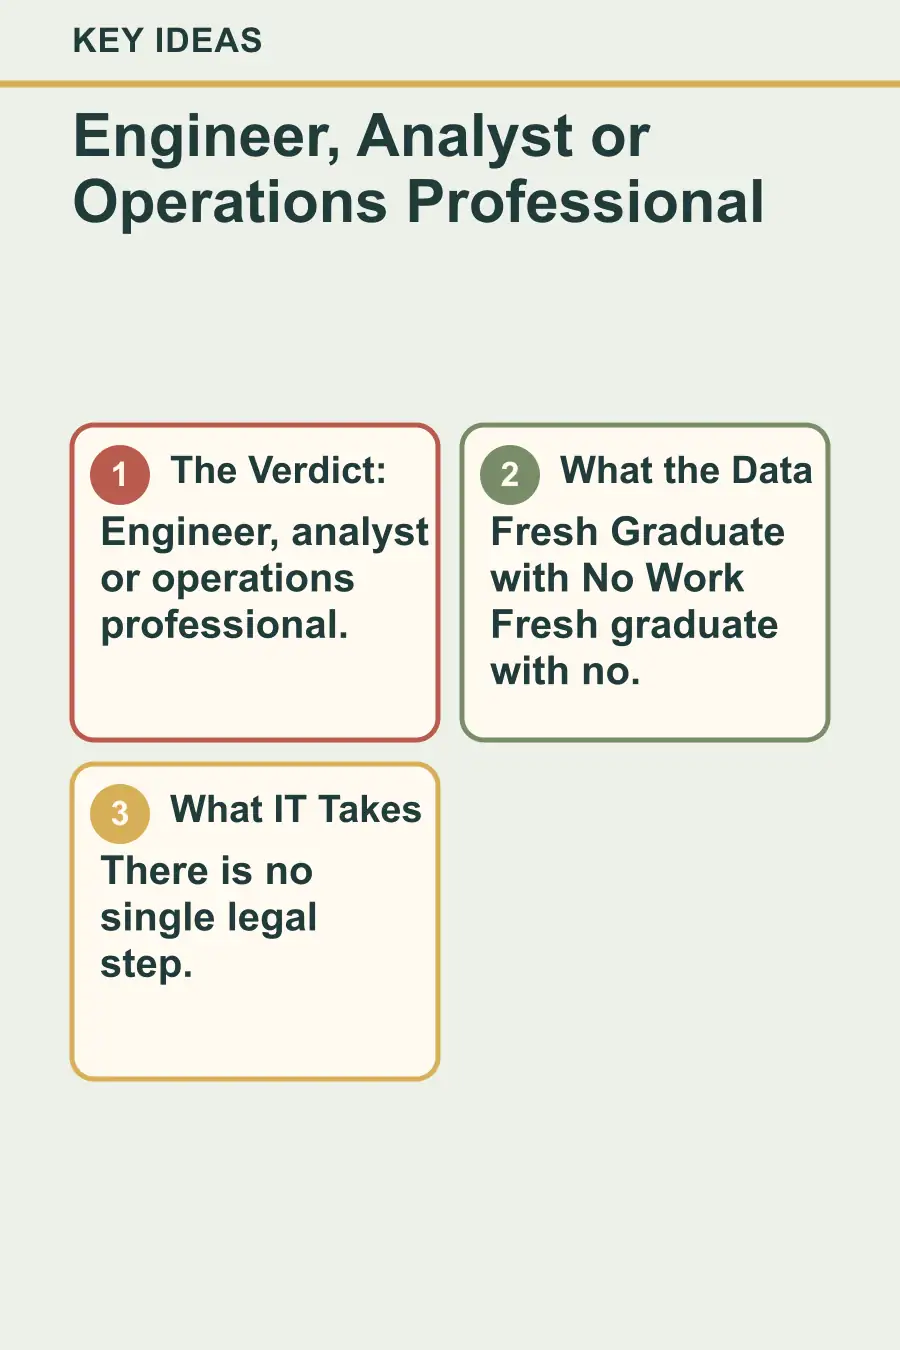 KEY IDEAS
Engineer, Analyst or
Operations Professional
1 The Verdict:
Engineer, analyst
or operations
professional.
2 What the Data
Fresh Graduate
with No Work
Fresh graduate
with no.
3 What IT Takes
There is no
single legal
step.